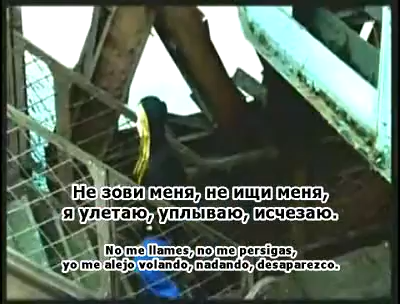 Не зови меня, не ищи меня,
я улетаю, уплываю, исчезаю.
No me llames, no me persigas,
yo me alejo volando, nadando, desaparezco.